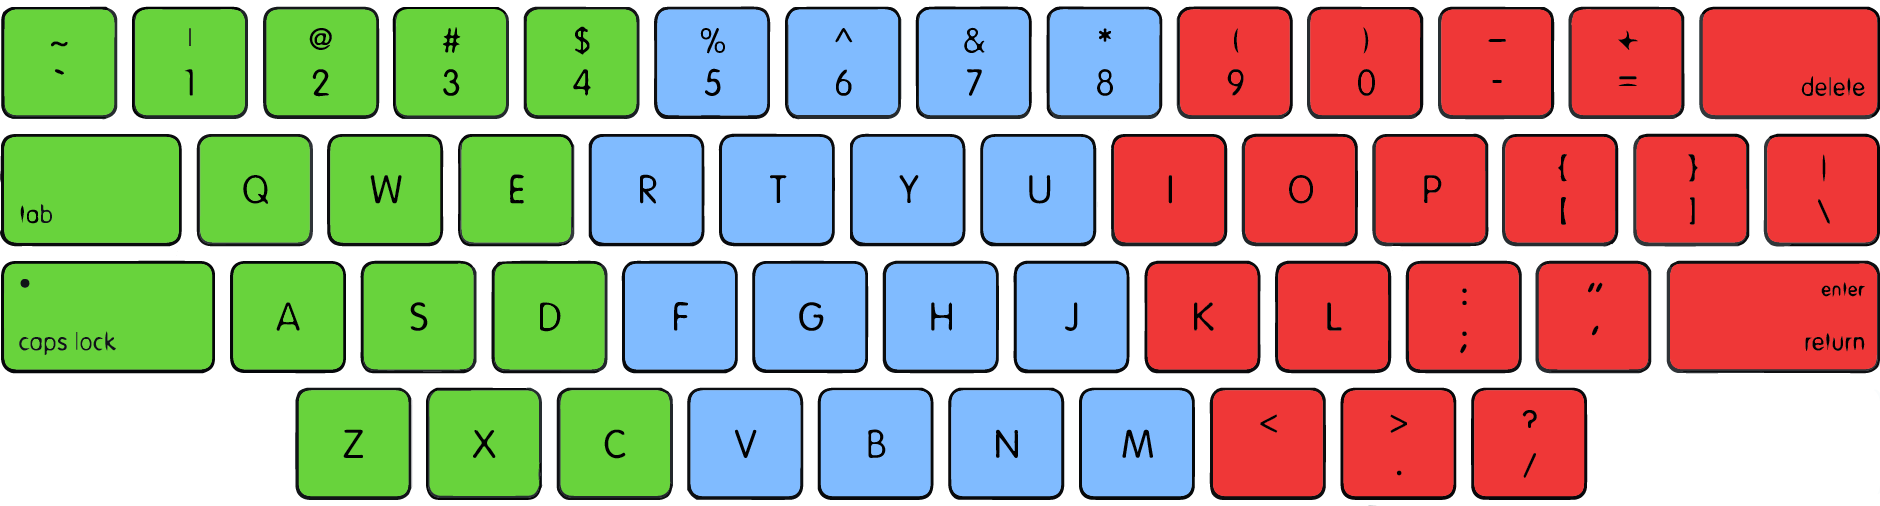 ~ | @ # $ % ^ & * ( ) — +
` 1 2 3 4 5 6 7 8 9 0 - = delete
tab Q W E R T Y U I O P { } |
[ ] \
caps lock A S D F G H J K L : " enter
; ' return
Z X C V B N M < > ?
. /